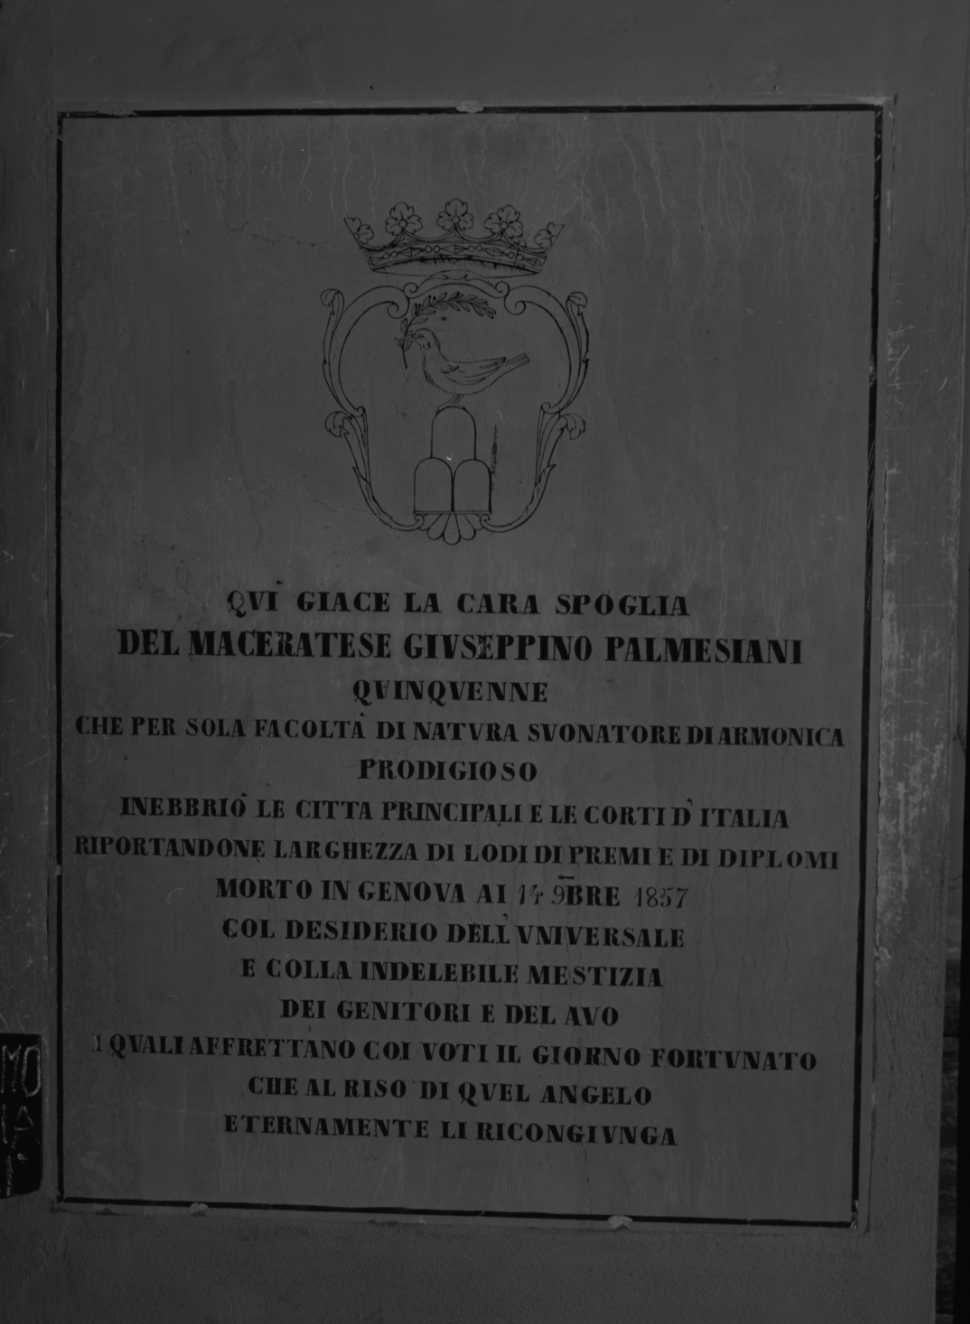 QVI GIACE LA CARA SPOGLIA
DEL MACERATESE GIVSEPPINO PALMESIANI
QVINQVENNE
CHE PER SOLA FACOLTÀ DI NATVRA SVONATORE DI ARMONICA
PRODIGIOSO
INEBBRIÒ LE CITTA PRINCIPALI E LE CORTI D'ITALIA
RIPORTANDONE LARGHEZZA DI LODI DI PREMI E DI DIPLOMI
MORTO IN GENOVA AI 14 9BRE 1857
COL DESIDERIO DELL'VNIVERSALE
E COLLA INDELEBILE MESTIZIA
DEI GENITORI E DEL AVO
I QVALI AFFRETTANO COI VOTI IL GIORNO FORTVNATO
CHE AL RISO DI QVEL ANGELO
ETERNAMENTE LI RICONGIVNGA